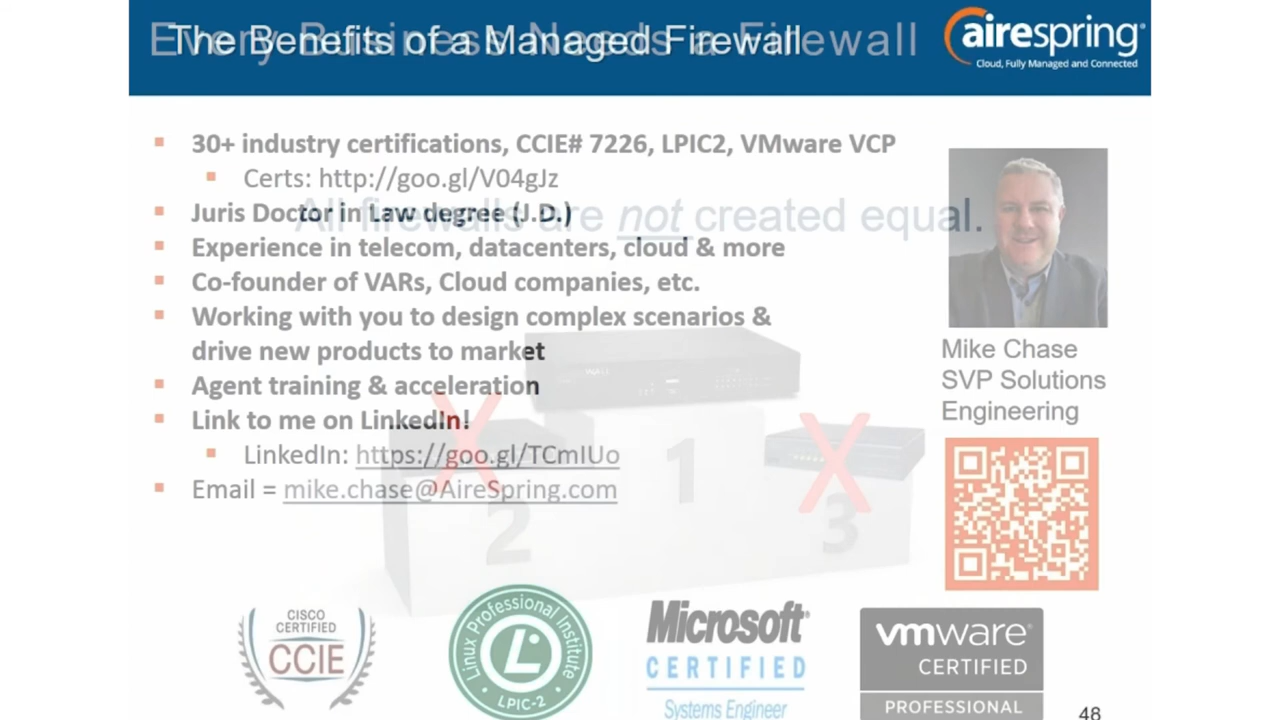 Every Business Needs a Firewall
The Benefits of a Managed Firewall
airespring
Cloud, Fully Managed and Connected
30+ industry certifications, CCIE# 7226, LPIC2, VMware VCP
Certs: http://goo.gl/V04gJz
Juris Doctor in Law degree (J.D.)
All firewalls are not created equal.
Experience in telecom, datacenters, cloud & more
Co-founder of VARs, Cloud companies, etc.
Working with you to design complex scenarios &
drive new products to market
Agent training & acceleration
Link to me on LinkedIn!
LinkedIn: https://goo.gl/TCmIUo
Email = mike.chase@AireSpring.com
Mike Chase
SVP Solutions
Engineering
1
2
3
CISCO
CERTIFIED
CCIE
Linux Professional Institute
LPIC-2
Microsoft
CERTIFIED
Systems Engineer
vmware
CERTIFIED
PROFESSIONAL
48